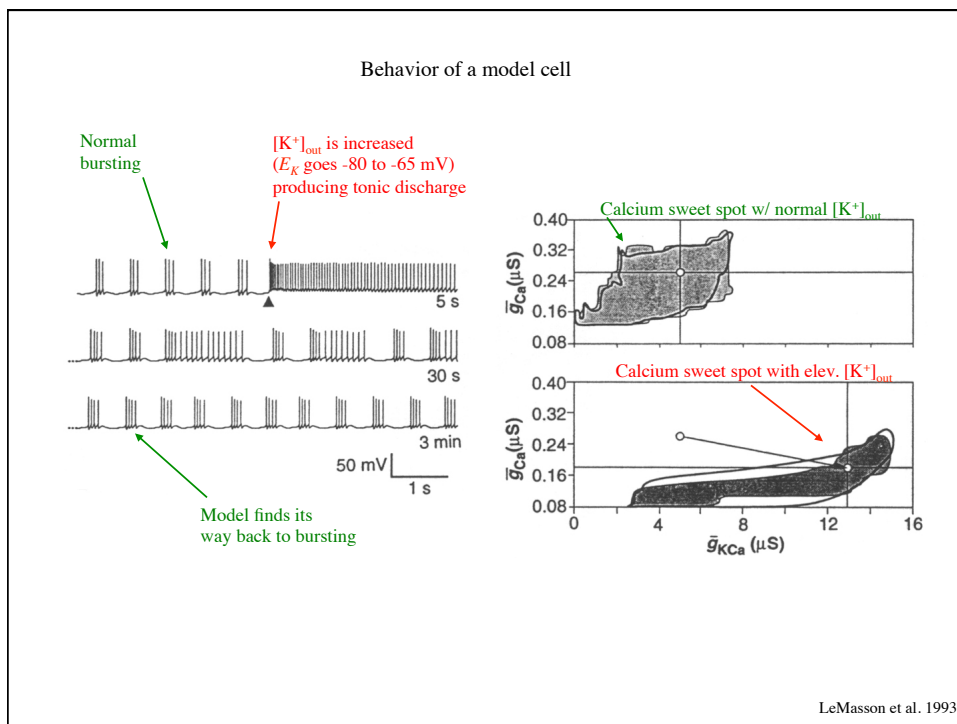 Behavior of a model cell
Normal
bursting
[K⁺]out is increased
(E_K goes -80 to -65 mV)
producing tonic discharge
5 s
30 s
3 min
50 mV
1 s
Model finds its
way back to bursting
Calcium sweet spot w/ normal [K⁺]out
0.40
0.32
0.24
0.16
0.08
ḡCa(μS)
Calcium sweet spot with elev. [K⁺]out
0.40
0.32
0.24
0.16
0.08
ḡCa(μS)
0 4 8 12 16
ḡKCa (μS)
LeMasson et al. 1993